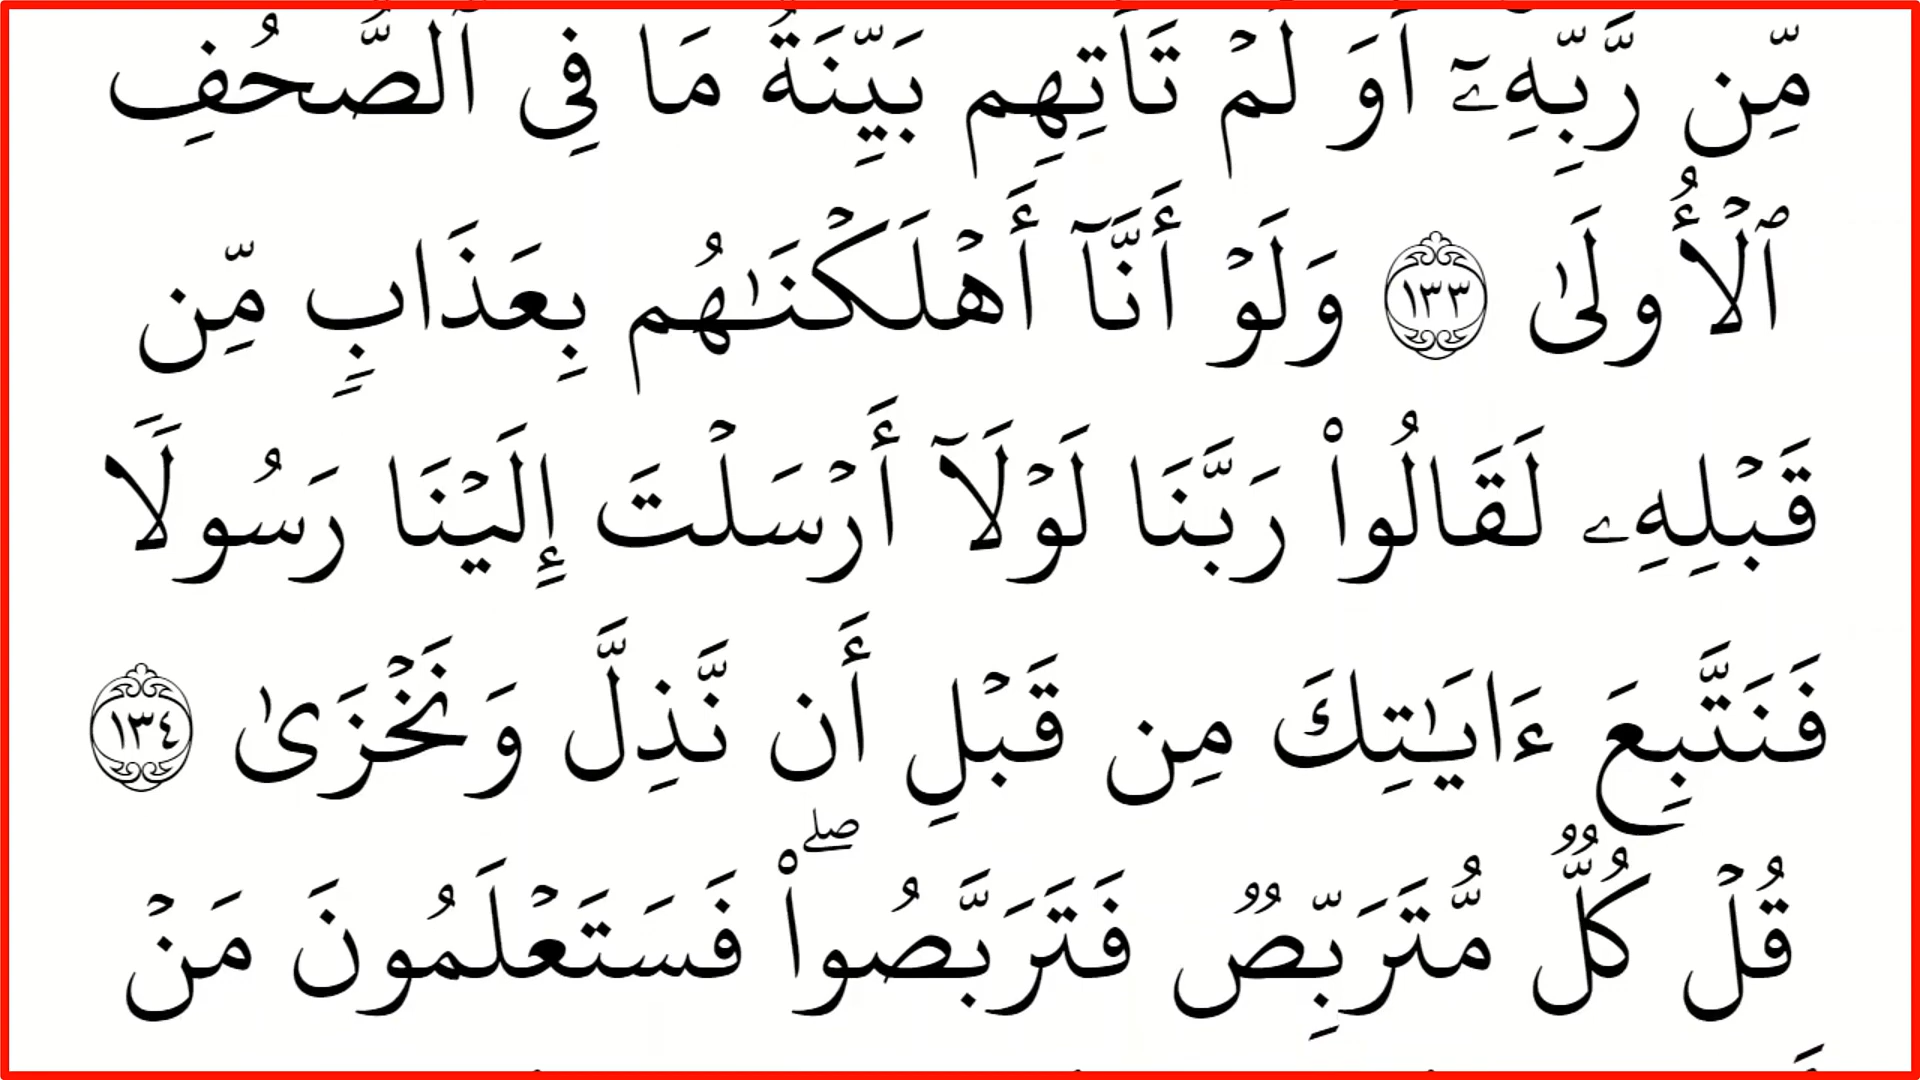 مِّن رَّبِّهِۦٓ أَوَ لَمۡ تَأۡتِهِم بَيِّنَةُ مَا فِي ٱلصُّحُفِ
ٱلۡأُولَىٰ ١٣٣ وَلَوۡ أَنَّآ أَهۡلَكۡنَٰهُم بِعَذَابٖ مِّن
قَبۡلِهِۦ لَقَالُواْ رَبَّنَا لَوۡلَآ أَرۡسَلۡتَ إِلَيۡنَا رَسُولٗا
فَنَتَّبِعَ ءَايَٰتِكَ مِن قَبۡلِ أَن نَّذِلَّ وَنَخۡزَىٰ ١٣٤
قُلۡ كُلّٞ مُّتَرَبِّصٞ فَتَرَبَّصُواْۖ فَسَتَعۡلَمُونَ مَنۡ